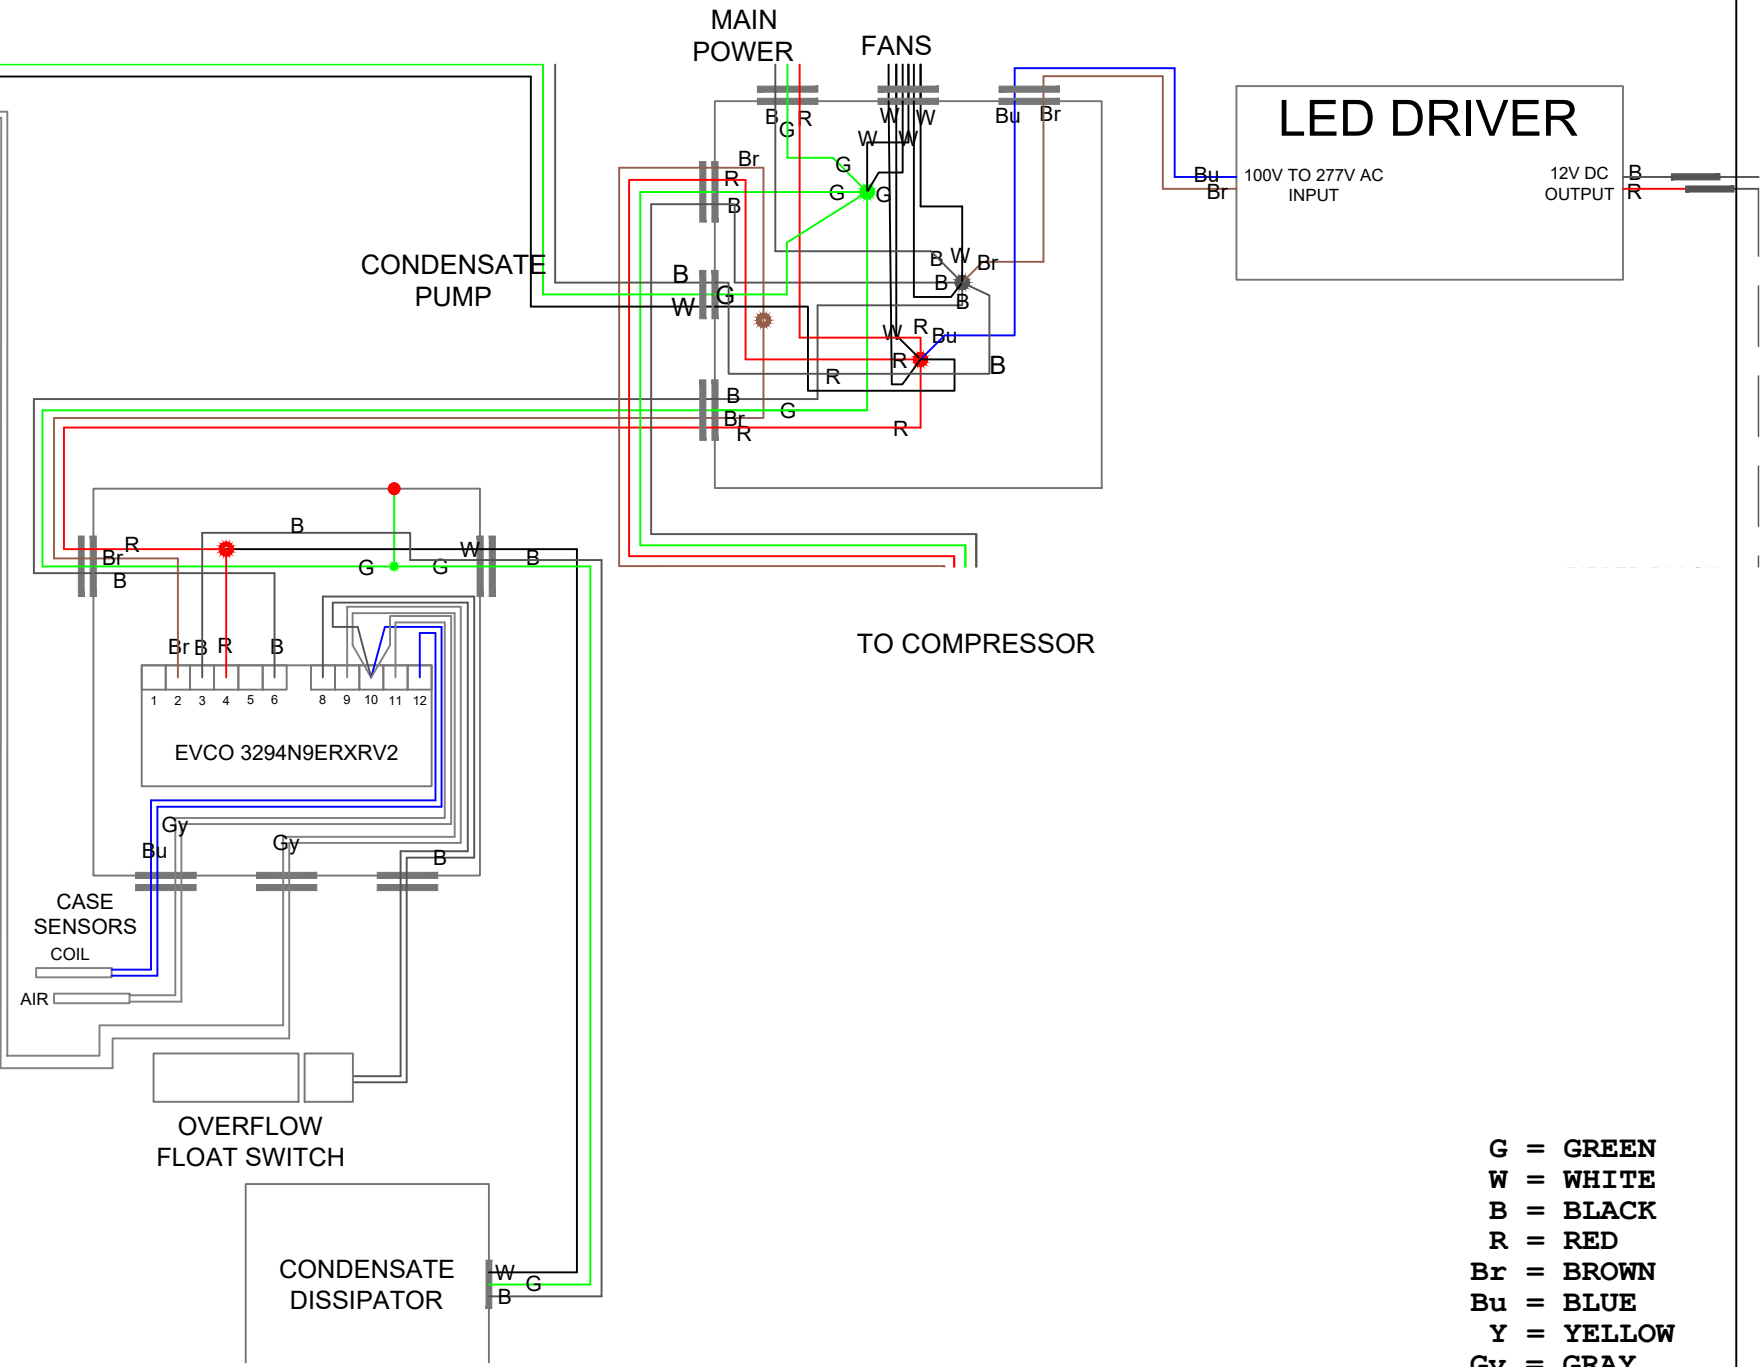 MAIN
POWER
FANS
B
G
R
W
W
W
W
Bu
Br
LED DRIVER
Bu
Br
100V TO 277V AC
INPUT
12V DC
OUTPUT
B
R
Br
R
B
G
G
G
CONDENSATE
PUMP
B
W
G
B
W
Br
B
B
W
R
Bu
R
B
R
B
G
Br
R
R
B
R
Br
B
G
G
W
B
TO COMPRESSOR
Br
B
R
B
1
2
3
4
5
6
8
9
10
11
12
EVCO 3294N9ERXRV2
Gy
Gy
Bu
B
CASE
SENSORS
COIL
AIR
OVERFLOW
FLOAT SWITCH
CONDENSATE
DISSIPATOR
W
G
B
G = GREEN
W = WHITE
B = BLACK
R = RED
Br = BROWN
Bu = BLUE
Y = YELLOW
Gy = GRAY